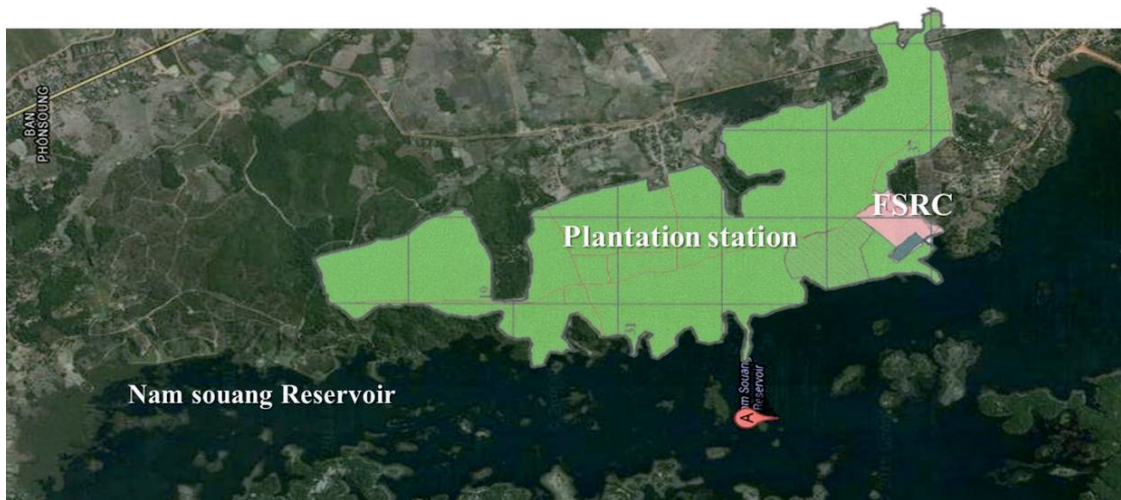 BAN
PHONSOUNG
FSRC
Plantation station
Nam souang Reservoir
Nam Souang
Reservoir
A